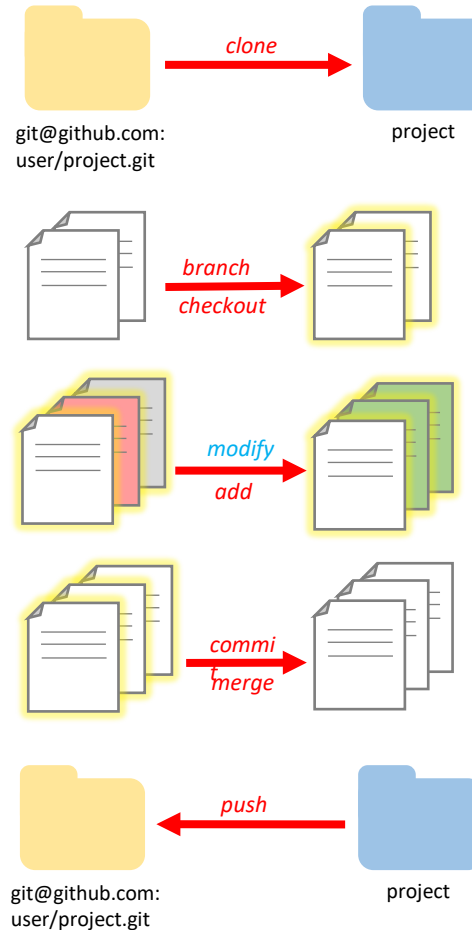 clone
git@github.com:
user/project.git
project
branch
checkout
modify
add
commi
t
merge
push
git@github.com:
user/project.git
project